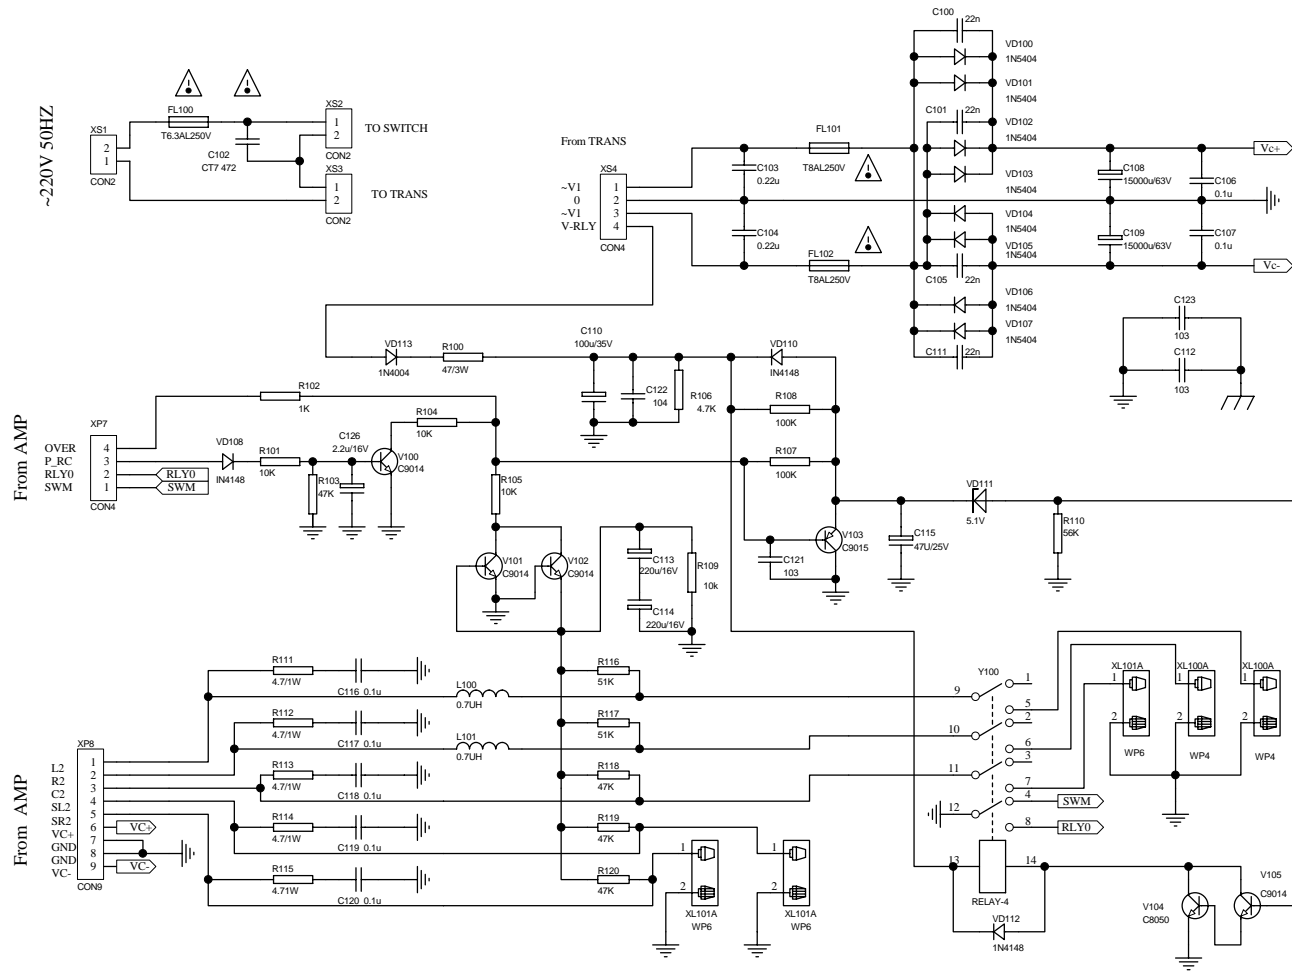 ~220V 50HZ
XS1
2
1
CON2
FL100
T6.3AL250V
C102
CT7 472
XS2
1
2
CON2
TO SWITCH
XS3
1
2
CON2
TO TRANS
From TRANS
XS4
~V1
0
~V1
V-RLY
1
2
3
4
CON4
C103
0.22u
C104
0.22u
FL101
T8AL250V
FL102
T8AL250V
C100
22n
VD100
1N5404
VD101
1N5404
C101
22n
VD102
1N5404
VD103
1N5404
VD104
1N5404
VD105
1N5404
C105
22n
VD106
1N5404
VD107
1N5404
C111
22n
C108
15000u/63V
C106
0.1u
C109
15000u/63V
C107
0.1u
Vc+
Vc-
C123
103
C112
103
VD113
1N4004
R100
47/3W
C110
100u/35V
C122
104
R106
4.7K
VD110
IN4148
R108
100K
R107
100K
From AMP
XP7
OVER
P_RC
RLY0
SWM
4
3
2
1
CON4
RLY0
SWM
R102
1K
VD108
IN4148
R101
10K
R103
47K
C126
2.2u/16V
V100
C9014
R104
10K
R105
10K
V101
C9014
V102
C9014
C113
220u/16V
C114
220u/16V
R109
10k
C121
103
V103
C9015
C115
47U/25V
VD111
5.1V
R110
56K
From AMP
XP8
L2
R2
C2
SL2
SR2
VC+
GND
GND
VC-
1
2
3
4
5
6
7
8
9
CON9
VC+
VC-
R111
4.7/1W
C116 0.1u
R112
4.7/1W
C117 0.1u
R113
4.7/1W
C118 0.1u
R114
4.7/1W
C119 0.1u
R115
4.71W
C120 0.1u
L100
0.7UH
L101
0.7UH
R116
51K
R117
51K
R118
47K
R119
47K
R120
47K
1
2
XL101A
WP6
1
2
XL101A
WP6
Y100
9
10
11
12
1
5
2
6
3
7
4
8
SWM
RLY0
13
14
RELAY-4
VD112
1N4148
XL101A
1
2
WP6
XL100A
1
2
WP4
XL100A
1
2
WP4
V104
C8050
V105
C9014